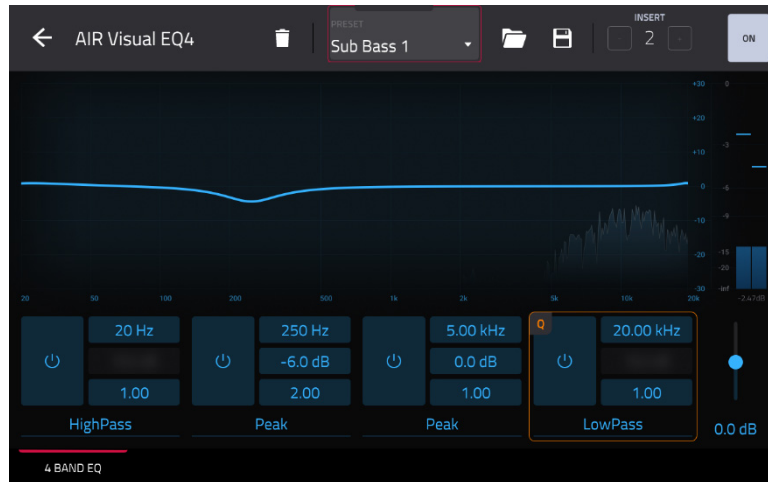 AIR Visual EQ4
PRESET
Sub Bass 1
INSERT
2
ON
+30
+20
+10
0
-10
-20
-30
0
-3
-6
-9
-15
-20
-inf
20
50
100
200
500
1k
2k
5k
10k
20k
-2.47dB
20 Hz
1.00
HighPass
250 Hz
-6.0 dB
2.00
Peak
5.00 kHz
0.0 dB
1.00
Peak
Q
20.00 kHz
1.00
LowPass
0.0 dB
4 BAND EQ